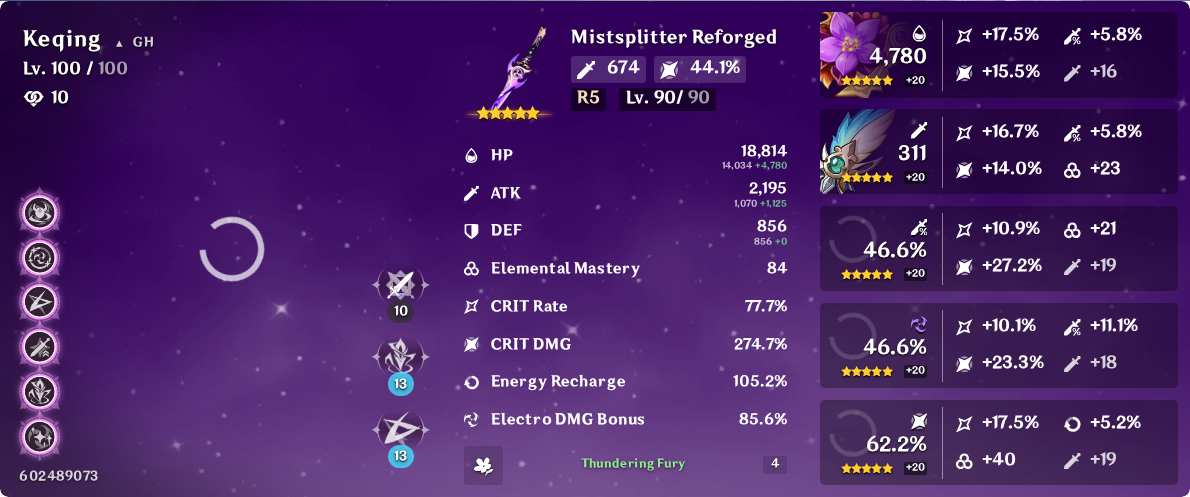 Keqing ▲ GH
Lv. 100 / 100
10
602489073
10
13
13
Mistsplitter Reforged
674 44.1%
R5 Lv. 90/ 90
HP 18,814
14,034 +4,780
ATK 2,195
1,070 +1,125
DEF 856
856 +0
Elemental Mastery 84
CRIT Rate 77.7%
CRIT DMG 274.7%
Energy Recharge 105.2%
Electro DMG Bonus 85.6%
Thundering Fury 4
4,780
+20
+17.5% +5.8%
+15.5% +16
311
+20
+16.7% +5.8%
+14.0% +23
46.6%
+20
+10.9% +21
+27.2% +19
46.6%
+20
+10.1% +11.1%
+23.3% +18
62.2%
+20
+17.5% +5.2%
+40 +19